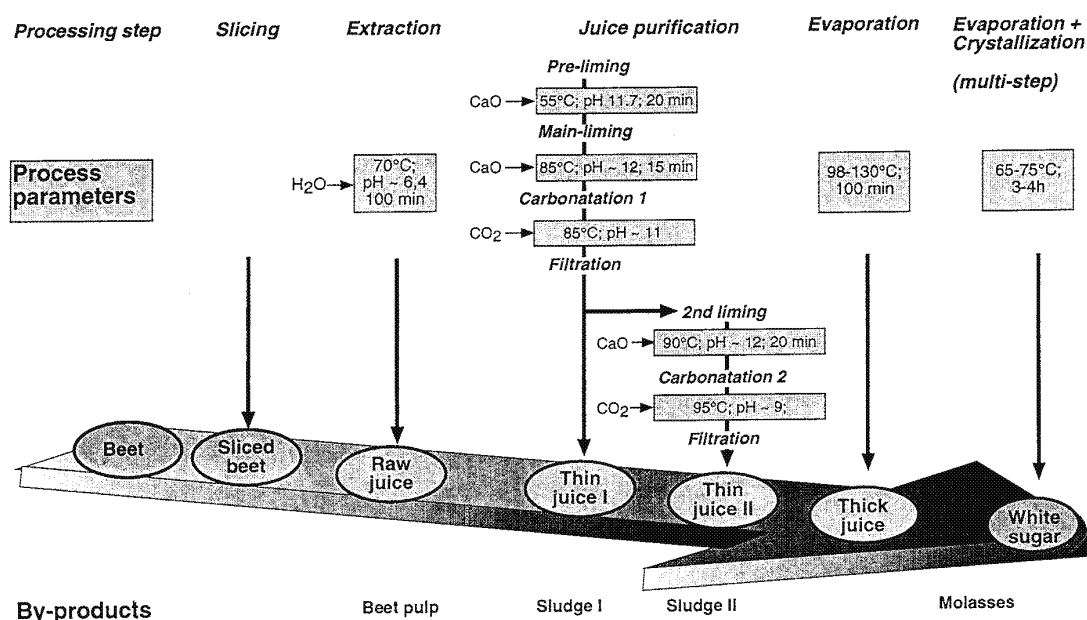 Processing step
Slicing
Extraction
Juice purification
Evaporation
Evaporation +
Crystallization
(multi-step)
Pre-liming
CaO
55°C; pH 11.7; 20 min
Main-liming
CaO
85°C; pH ~ 12; 15 min
Carbonatation 1
CO2
85°C; pH ~ 11
Filtration
Process
parameters
H2O
70°C;
pH ~ 6,4
100 min
98-130°C;
100 min
65-75°C;
3-4h
2nd liming
CaO
90°C; pH ~ 12; 20 min
Carbonatation 2
CO2
95°C; pH ~ 9;
Filtration
Beet
Sliced
beet
Raw
juice
Thin
juice I
Thin
juice II
Thick
juice
White
sugar
By-products
Beet pulp
Sludge I
Sludge II
Molasses